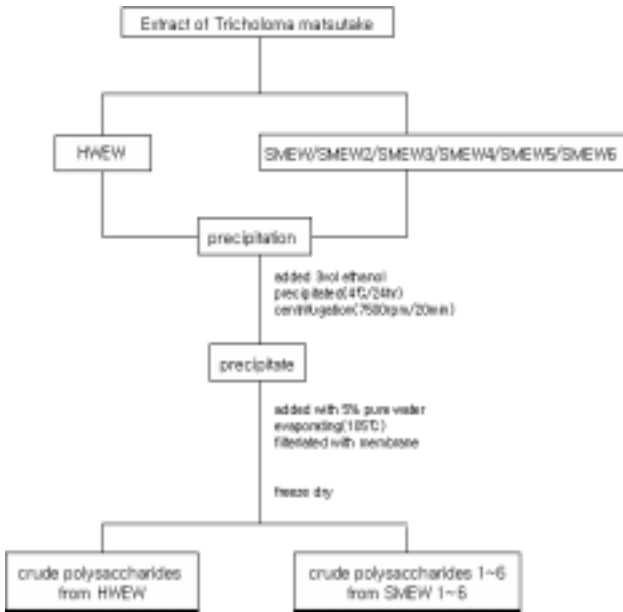 Extract of Tricholoma matsutake
HWEW
SMEW/SMEW2/SMEW3/SMEW4/SMEW5/SMEW6
precipitation
added 3vol ethanol
precipitated(4℃/24hr)
centrifugation(7500rpm/20min)
precipitate
added with 5% pure water
evaporating(105℃)
filteriated with membrane
freeze dry
crude polysaccharides
from HWEW
crude polysaccharides 1~6
from SMEW 1~6